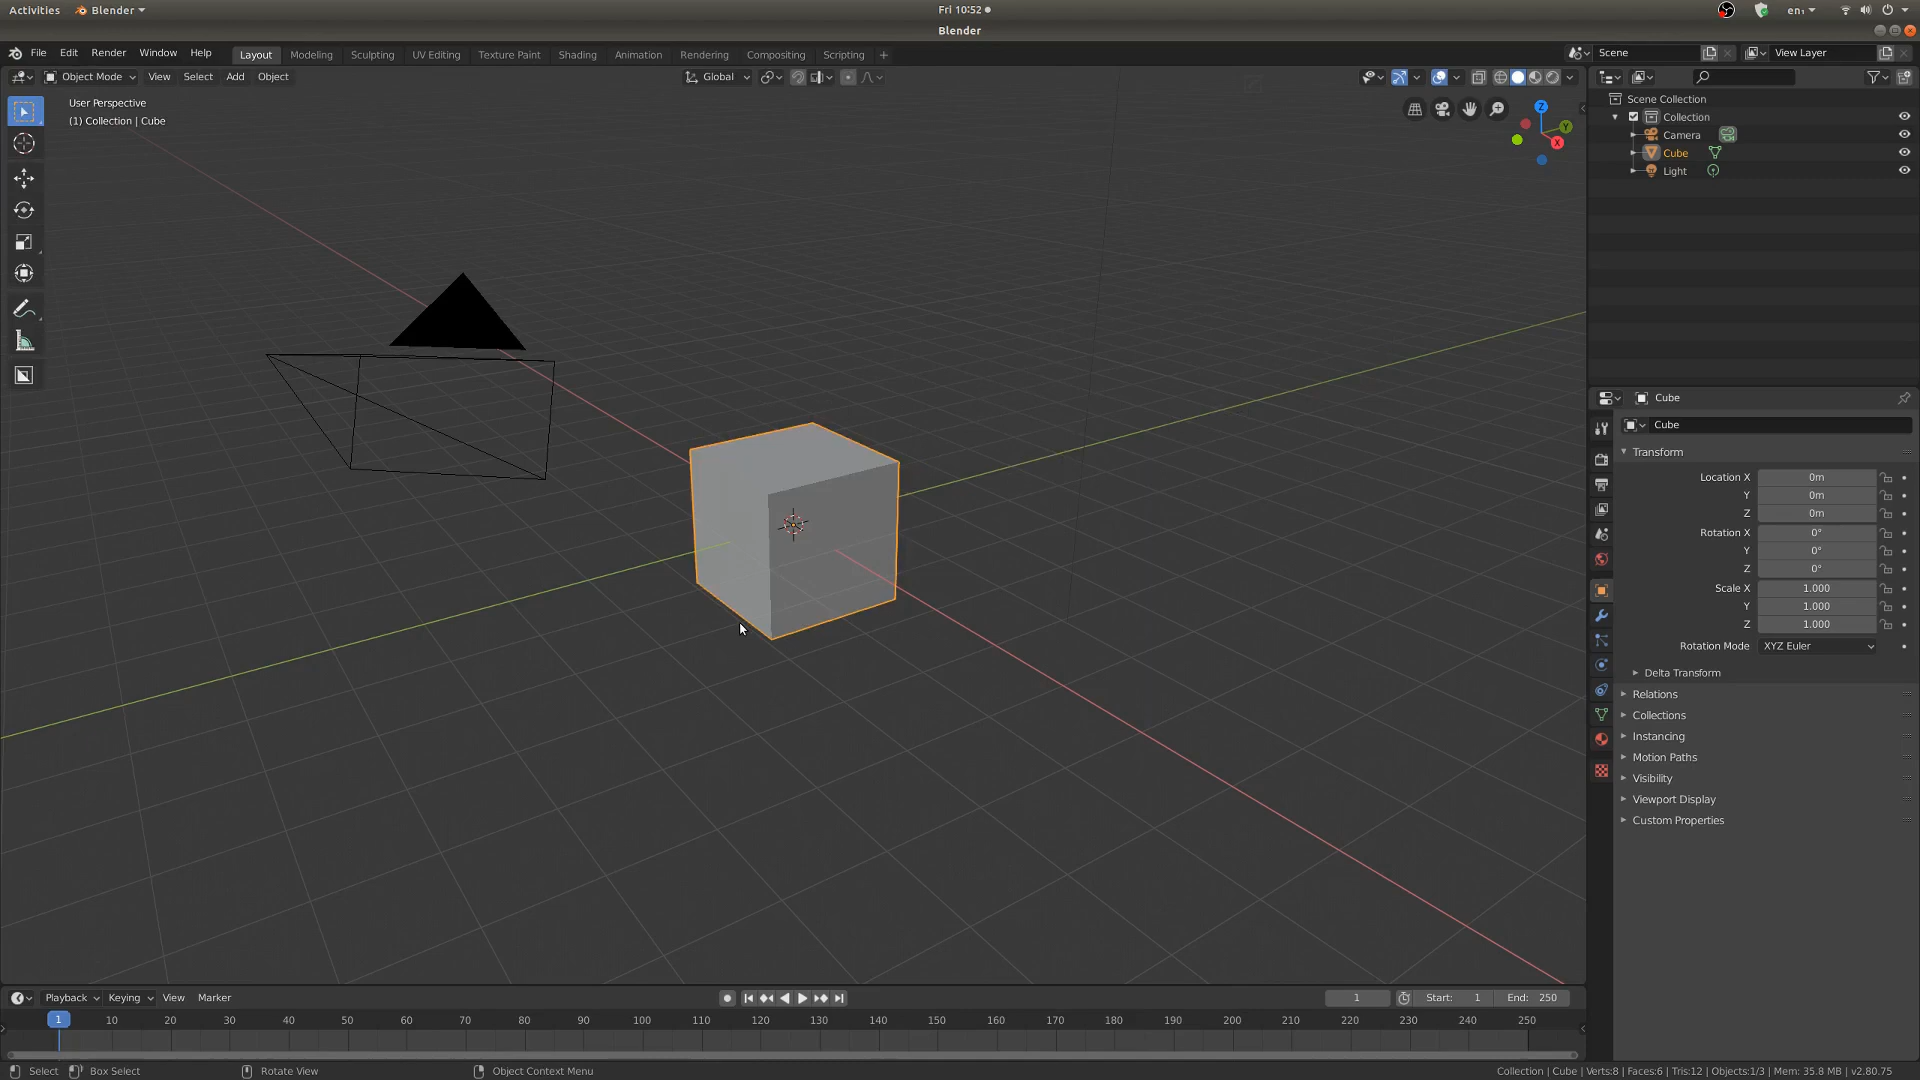 Activities Blender Fri 10:52 en₁
Blender
File Edit Render Window Help Layout Modeling Sculpting UV Editing Texture Paint Shading Animation Rendering Compositing Scripting + Scene View Layer
Object Mode View Select Add Object Global
User Perspective
(1) Collection | Cube
Z
Y
X
Scene Collection
Collection
Camera
Cube
Light
Cube
Cube
Transform
Location X 0m
Y 0m
Z 0m
Rotation X 0°
Y 0°
Z 0°
Scale X 1.000
Y 1.000
Z 1.000
Rotation Mode XYZ Euler
Delta Transform
Relations
Collections
Instancing
Motion Paths
Visibility
Viewport Display
Custom Properties
Playback Keying View Marker 1 Start: 1 End: 250
1 10 20 30 40 50 60 70 80 90 100 110 120 130 140 150 160 170 180 190 200 210 220 230 240 250
Select Box Select Rotate View Object Context Menu Collection | Cube | Verts:8 | Faces:6 | Tris:12 | Objects:1/3 | Mem: 35.8 MB | v2.80.75